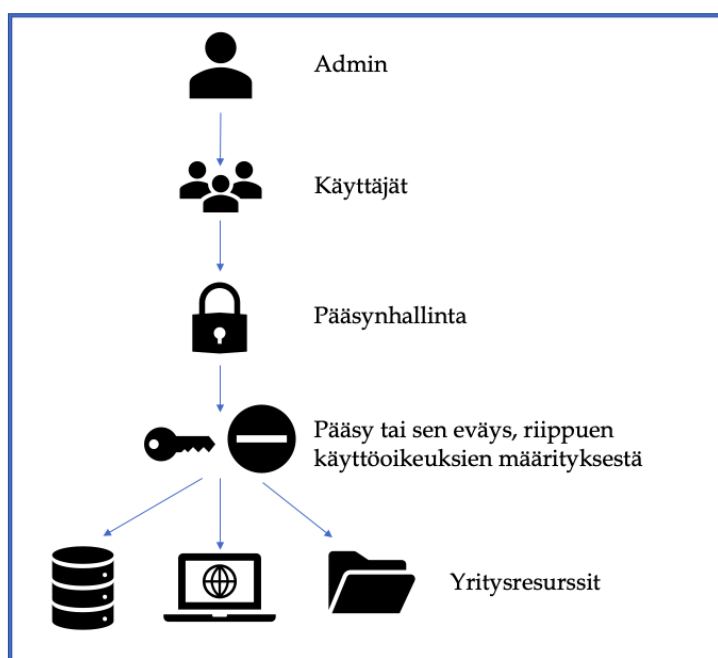 Admin
Käyttäjät
Pääsynhallinta
Pääsy tai sen eväys, riippuen
käyttöoikeuksien määrityksestä
Yritysresurssit